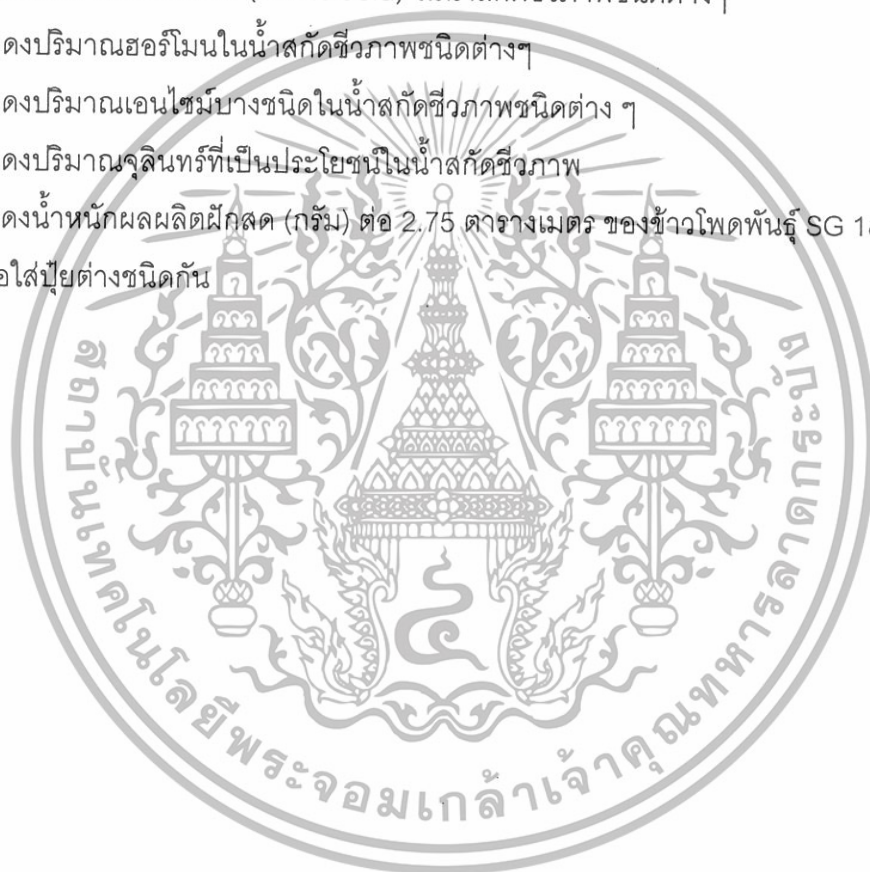 ดงปริมาณฮอร์โมนในน้ำสกัดชีวภาพชนิดต่างๆ
ดงปริมาณเอนไซม์บางชนิดในน้ำสกัดชีวภาพชนิดต่าง ๆ
ดงปริมาณจุลินทรีย์ที่เป็นประโยชน์ในน้ำสกัดชีวภาพ
ดงน้ำหนักผลผลิตฝักสด (กรัม) ต่อ 2.75 ตารางเมตร ของข้าวโพดพันธุ์ SG
อใส่ปุ๋ยต่างชนิดกัน
สถาบันเทคโนโลยีพระจอมเกล้าเจ้าคุณทหารลาดกระบัง